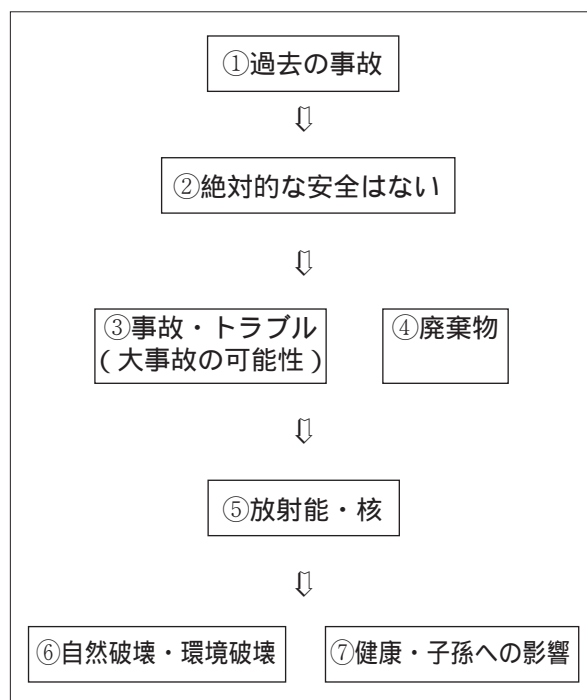 ①過去の事故
⇩
②絶対的な安全はない
⇩
③事故・トラブル
(大事故の可能性)
④廃棄物
⇩
⑤放射能・核
⇩
⑥自然破壊・環境破壊
⑦健康・子孫への影響